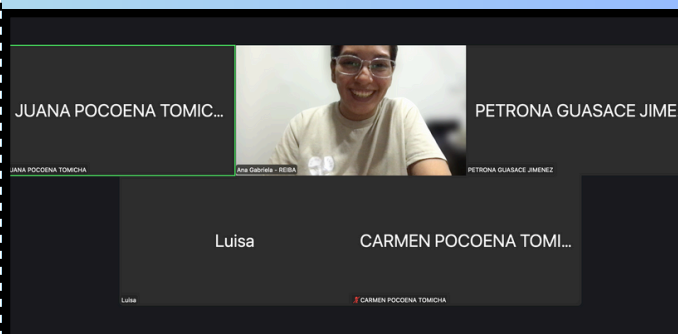 JUANA POCOENA TOMIC...
PETRONA GUASACE JIME
JUANA POCOENA TOMICHA
Ana Gabriela - REIBA
PETRONA GUASACE JIMENEZ
Luisa
CARMEN POCOENA TOMI...
Luisa
CARMEN POCOENA TOMICHA